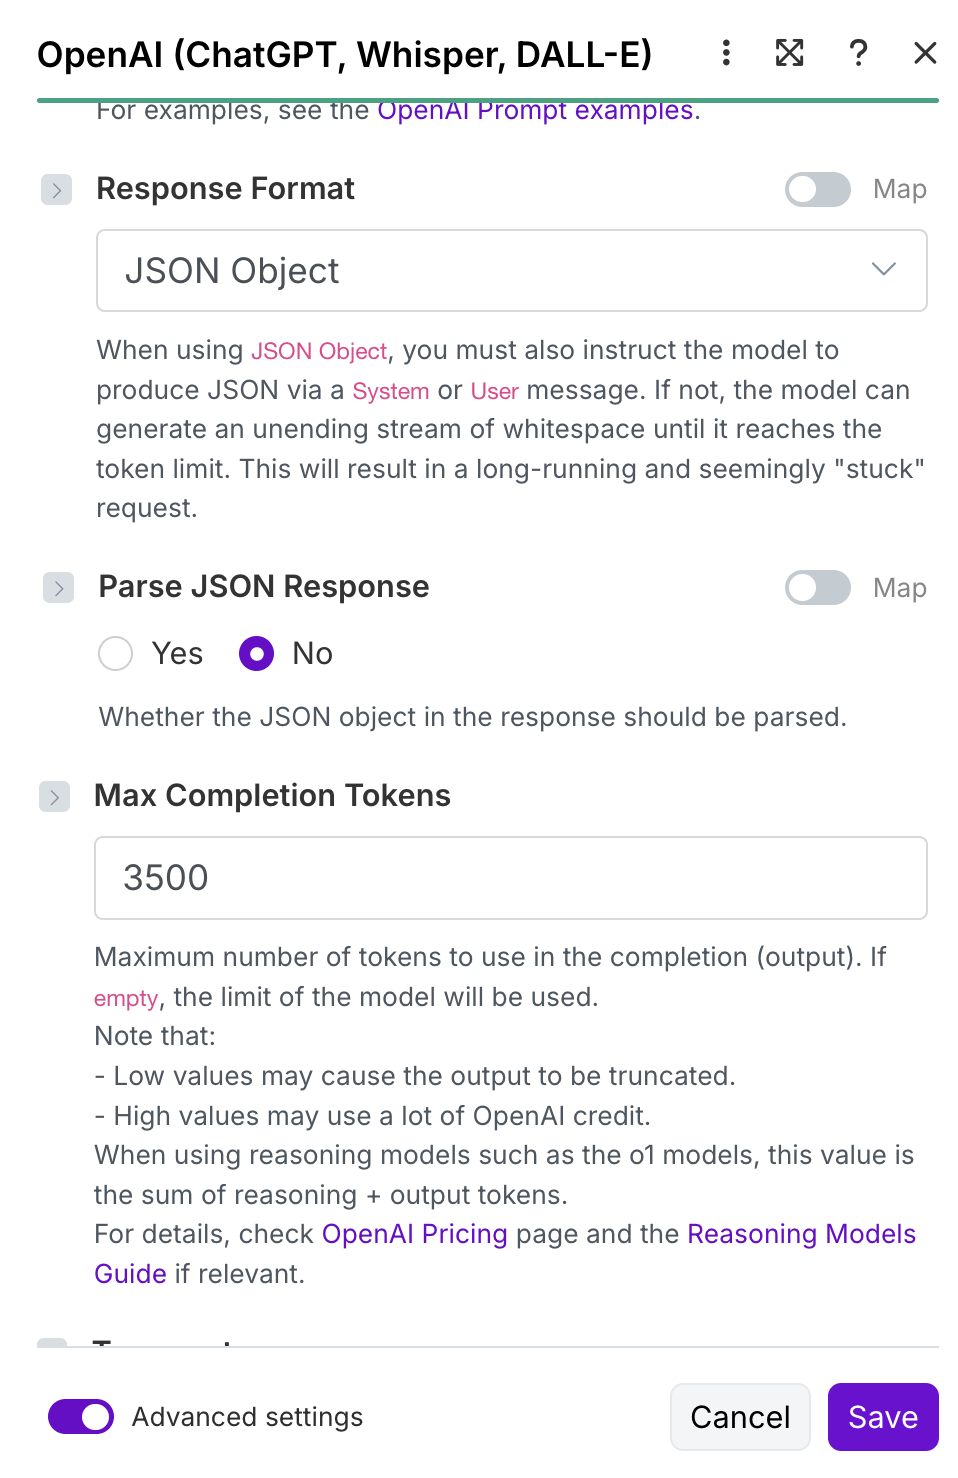 OpenAI (ChatGPT, Whisper, DALL-E)
For examples, see the OpenAI Prompt examples.
Response Format
Map
JSON Object
When using JSON Object, you must also instruct the model to
produce JSON via a System or User message. If not, the model can
generate an unending stream of whitespace until it reaches the
token limit. This will result in a long-running and seemingly "stuck"
request.
Parse JSON Response
Map
Yes
No
Whether the JSON object in the response should be parsed.
Max Completion Tokens
3500
Maximum number of tokens to use in the completion (output). If
empty, the limit of the model will be used.
Note that:
- Low values may cause the output to be truncated.
- High values may use a lot of OpenAI credit.
When using reasoning models such as the o1 models, this value is
the sum of reasoning + output tokens.
For details, check OpenAI Pricing page and the Reasoning Models
Guide if relevant.
Advanced settings
Cancel
Save